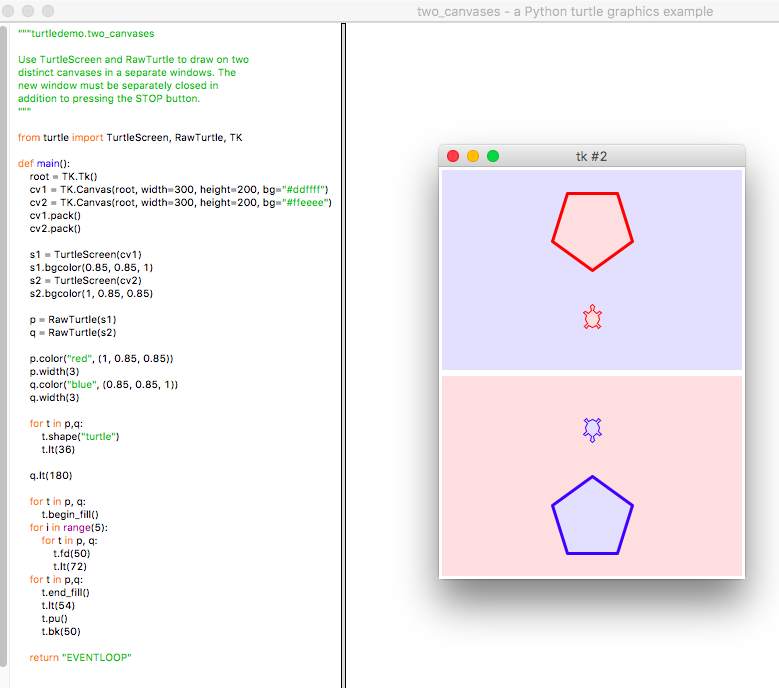 two_canvases - a Python turtle graphics example
"""turtledemo.two_canvases
Use TurtleScreen and RawTurtle to draw on two
distinct canvases in a separate windows. The
new window must be separately closed in
addition to pressing the STOP button.
"""
from turtle import TurtleScreen, RawTurtle, TK
def main():
    root = TK.Tk()
    cv1 = TK.Canvas(root, width=300, height=200, bg="#ddffff")
    cv2 = TK.Canvas(root, width=300, height=200, bg="#ffeeee")
    cv1.pack()
    cv2.pack()
    s1 = TurtleScreen(cv1)
    s1.bgcolor(0.85, 0.85, 1)
    s2 = TurtleScreen(cv2)
    s2.bgcolor(1, 0.85, 0.85)
    p = RawTurtle(s1)
    q = RawTurtle(s2)
    p.color("red", (1, 0.85, 0.85))
    p.width(3)
    q.color("blue", (0.85, 0.85, 1))
    q.width(3)
    for t in p,q:
        t.shape("turtle")
        t.lt(36)
    q.lt(180)
    for t in p, q:
        t.begin_fill()
    for i in range(5):
        for t in p, q:
            t.fd(50)
            t.lt(72)
    for t in p,q:
        t.end_fill()
        t.lt(54)
        t.pu()
        t.bk(50)
    return "EVENTLOOP"
tk #2